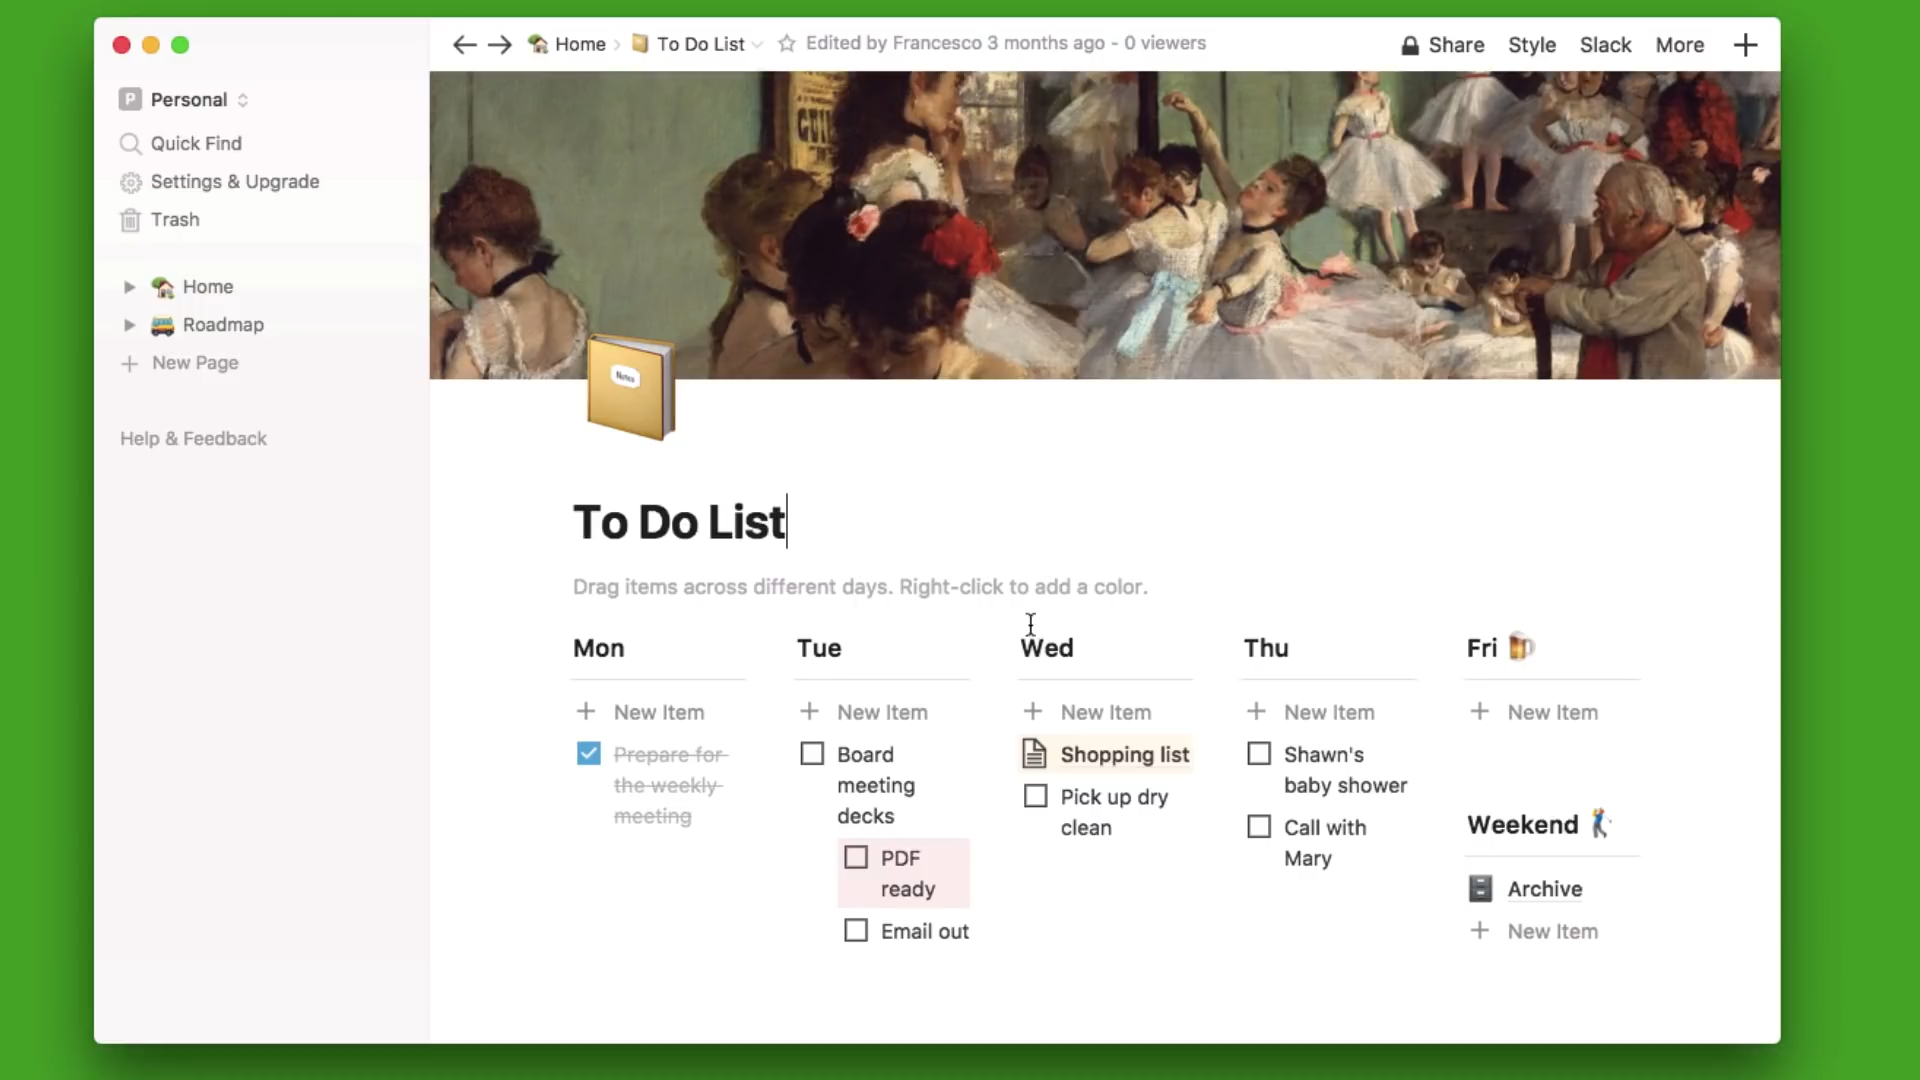 Home
To Do List
Edited by Francesco 3 months ago - 0 viewers
Share
Style
Slack
More
P
Personal
Quick Find
Settings & Upgrade
Trash
Home
Roadmap
New Page
Help & Feedback
Notes
To Do List
Drag items across different days. Right-click to add a color.
Mon
New Item
Prepare for
the weekly
meeting
Tue
New Item
Board
meeting
decks
PDF
ready
Email out
Wed
New Item
Shopping list
Pick up dry
clean
Thu
New Item
Shawn's
baby shower
Call with
Mary
Fri
New Item
Weekend
Archive
New Item